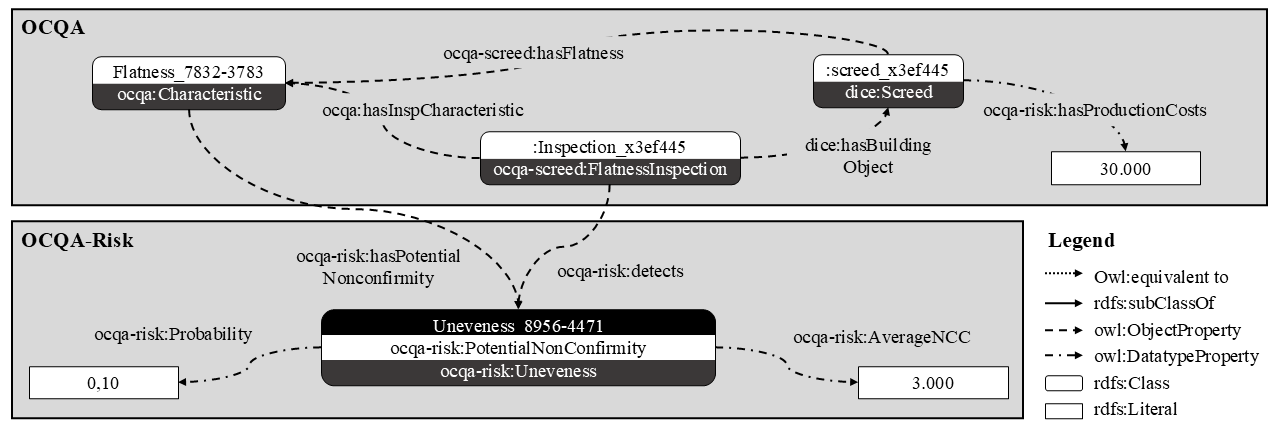 OCQA
ocqa-screed:hasFlatness
Flatness_7832-3783
ocqa:Characteristic
:screed_x3ef445
dice:Screed
ocqa:hasInspCharacteristic
ocqa-risk:hasProductionCosts
:Inspection_x3ef445
ocqa-screed:FlatnessInspection
dice:hasBuilding
Object
30.000
OCQA-Risk
ocqa-risk:hasPotential
Nonconfirmity
ocqa-risk:detects
Uneveness_8956-4471
ocqa-risk:PotentialNonConfirmity
ocqa-risk:Uneveness
ocqa-risk:Probability
0,10
ocqa-risk:AverageNCC
3.000
Legend
Owl:equivalent to
rdfs:subClassOf
owl:ObjectProperty
owl:DatatypeProperty
rdfs:Class
rdfs:Literal